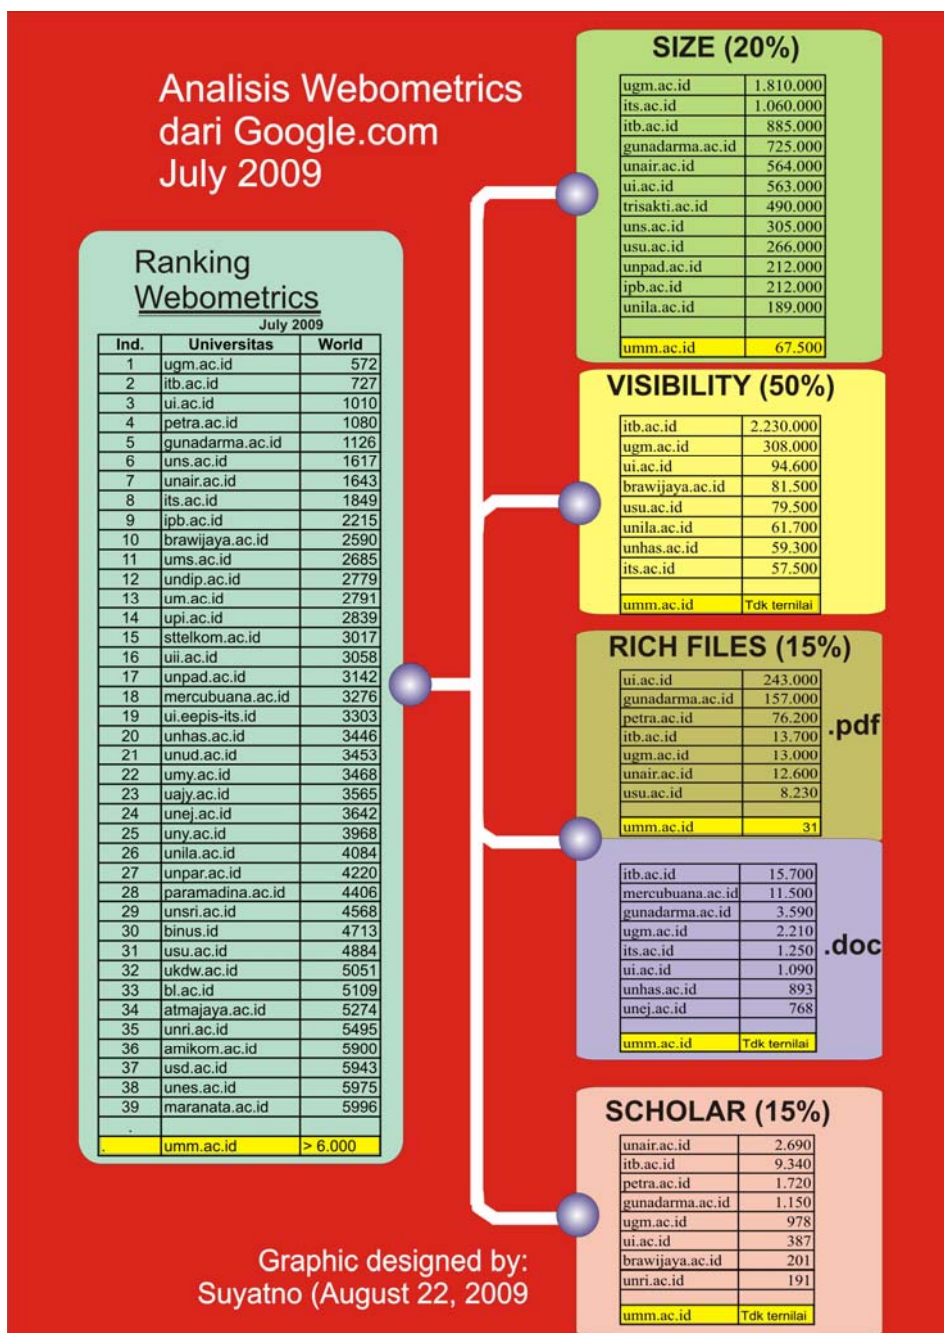 Analisis Webometrics
dari Google.com
July 2009
Ranking
Webometrics
July 2009
Ind. Universitas World
1 ugm.ac.id 572
2 itb.ac.id 727
3 ui.ac.id 1010
4 petra.ac.id 1080
5 gunadarma.ac.id 1126
6 uns.ac.id 1617
7 unair.ac.id 1643
8 its.ac.id 1849
9 ipb.ac.id 2215
10 brawijaya.ac.id 2590
11 ums.ac.id 2685
12 undip.ac.id 2779
13 um.ac.id 2791
14 upi.ac.id 2839
15 sttelkom.ac.id 3017
16 uii.ac.id 3058
17 unpad.ac.id 3142
18 mercubuana.ac.id 3276
19 ui.eepis-its.id 3303
20 unhas.ac.id 3446
21 unud.ac.id 3453
22 umy.ac.id 3468
23 uajy.ac.id 3565
24 unej.ac.id 3642
25 uny.ac.id 3968
26 unila.ac.id 4084
27 unpar.ac.id 4220
28 paramadina.ac.id 4406
29 unsri.ac.id 4568
30 binus.id 4713
31 usu.ac.id 4884
32 ukdw.ac.id 5051
33 bl.ac.id 5109
34 atmajaya.ac.id 5274
35 unri.ac.id 5495
36 amikom.ac.id 5900
37 usd.ac.id 5943
38 unes.ac.id 5975
39 maranata.ac.id 5996
.
. umm.ac.id > 6.000
SIZE (20%)
ugm.ac.id 1.810.000
its.ac.id 1.060.000
itb.ac.id 885.000
gunadarma.ac.id 725.000
unair.ac.id 564.000
ui.ac.id 563.000
trisakti.ac.id 490.000
uns.ac.id 305.000
usu.ac.id 266.000
unpad.ac.id 212.000
ipb.ac.id 212.000
unila.ac.id 189.000
umm.ac.id 67.500
VISIBILITY (50%)
itb.ac.id 2.230.000
ugm.ac.id 308.000
ui.ac.id 94.600
brawijaya.ac.id 81.500
usu.ac.id 79.500
unila.ac.id 61.700
unhas.ac.id 59.300
its.ac.id 57.500
umm.ac.id Tdk ternilai
RICH FILES (15%)
ui.ac.id 243.000
gunadarma.ac.id 157.000
petra.ac.id 76.200
itb.ac.id 13.700
ugm.ac.id 13.000
unair.ac.id 12.600
usu.ac.id 8.230
umm.ac.id 31
.pdf
itb.ac.id 15.700
mercubuana.ac.id 11.500
gunadarma.ac.id 3.590
ugm.ac.id 2.210
its.ac.id 1.250
ui.ac.id 1.090
unhas.ac.id 893
unej.ac.id 768
umm.ac.id Tdk ternilai
.doc
SCHOLAR (15%)
unair.ac.id 2.690
itb.ac.id 9.340
petra.ac.id 1.720
gunadarma.ac.id 1.150
ugm.ac.id 978
ui.ac.id 387
brawijaya.ac.id 201
unri.ac.id 191
umm.ac.id Tdk ternilai
Graphic designed by:
Suyatno (August 22, 2009